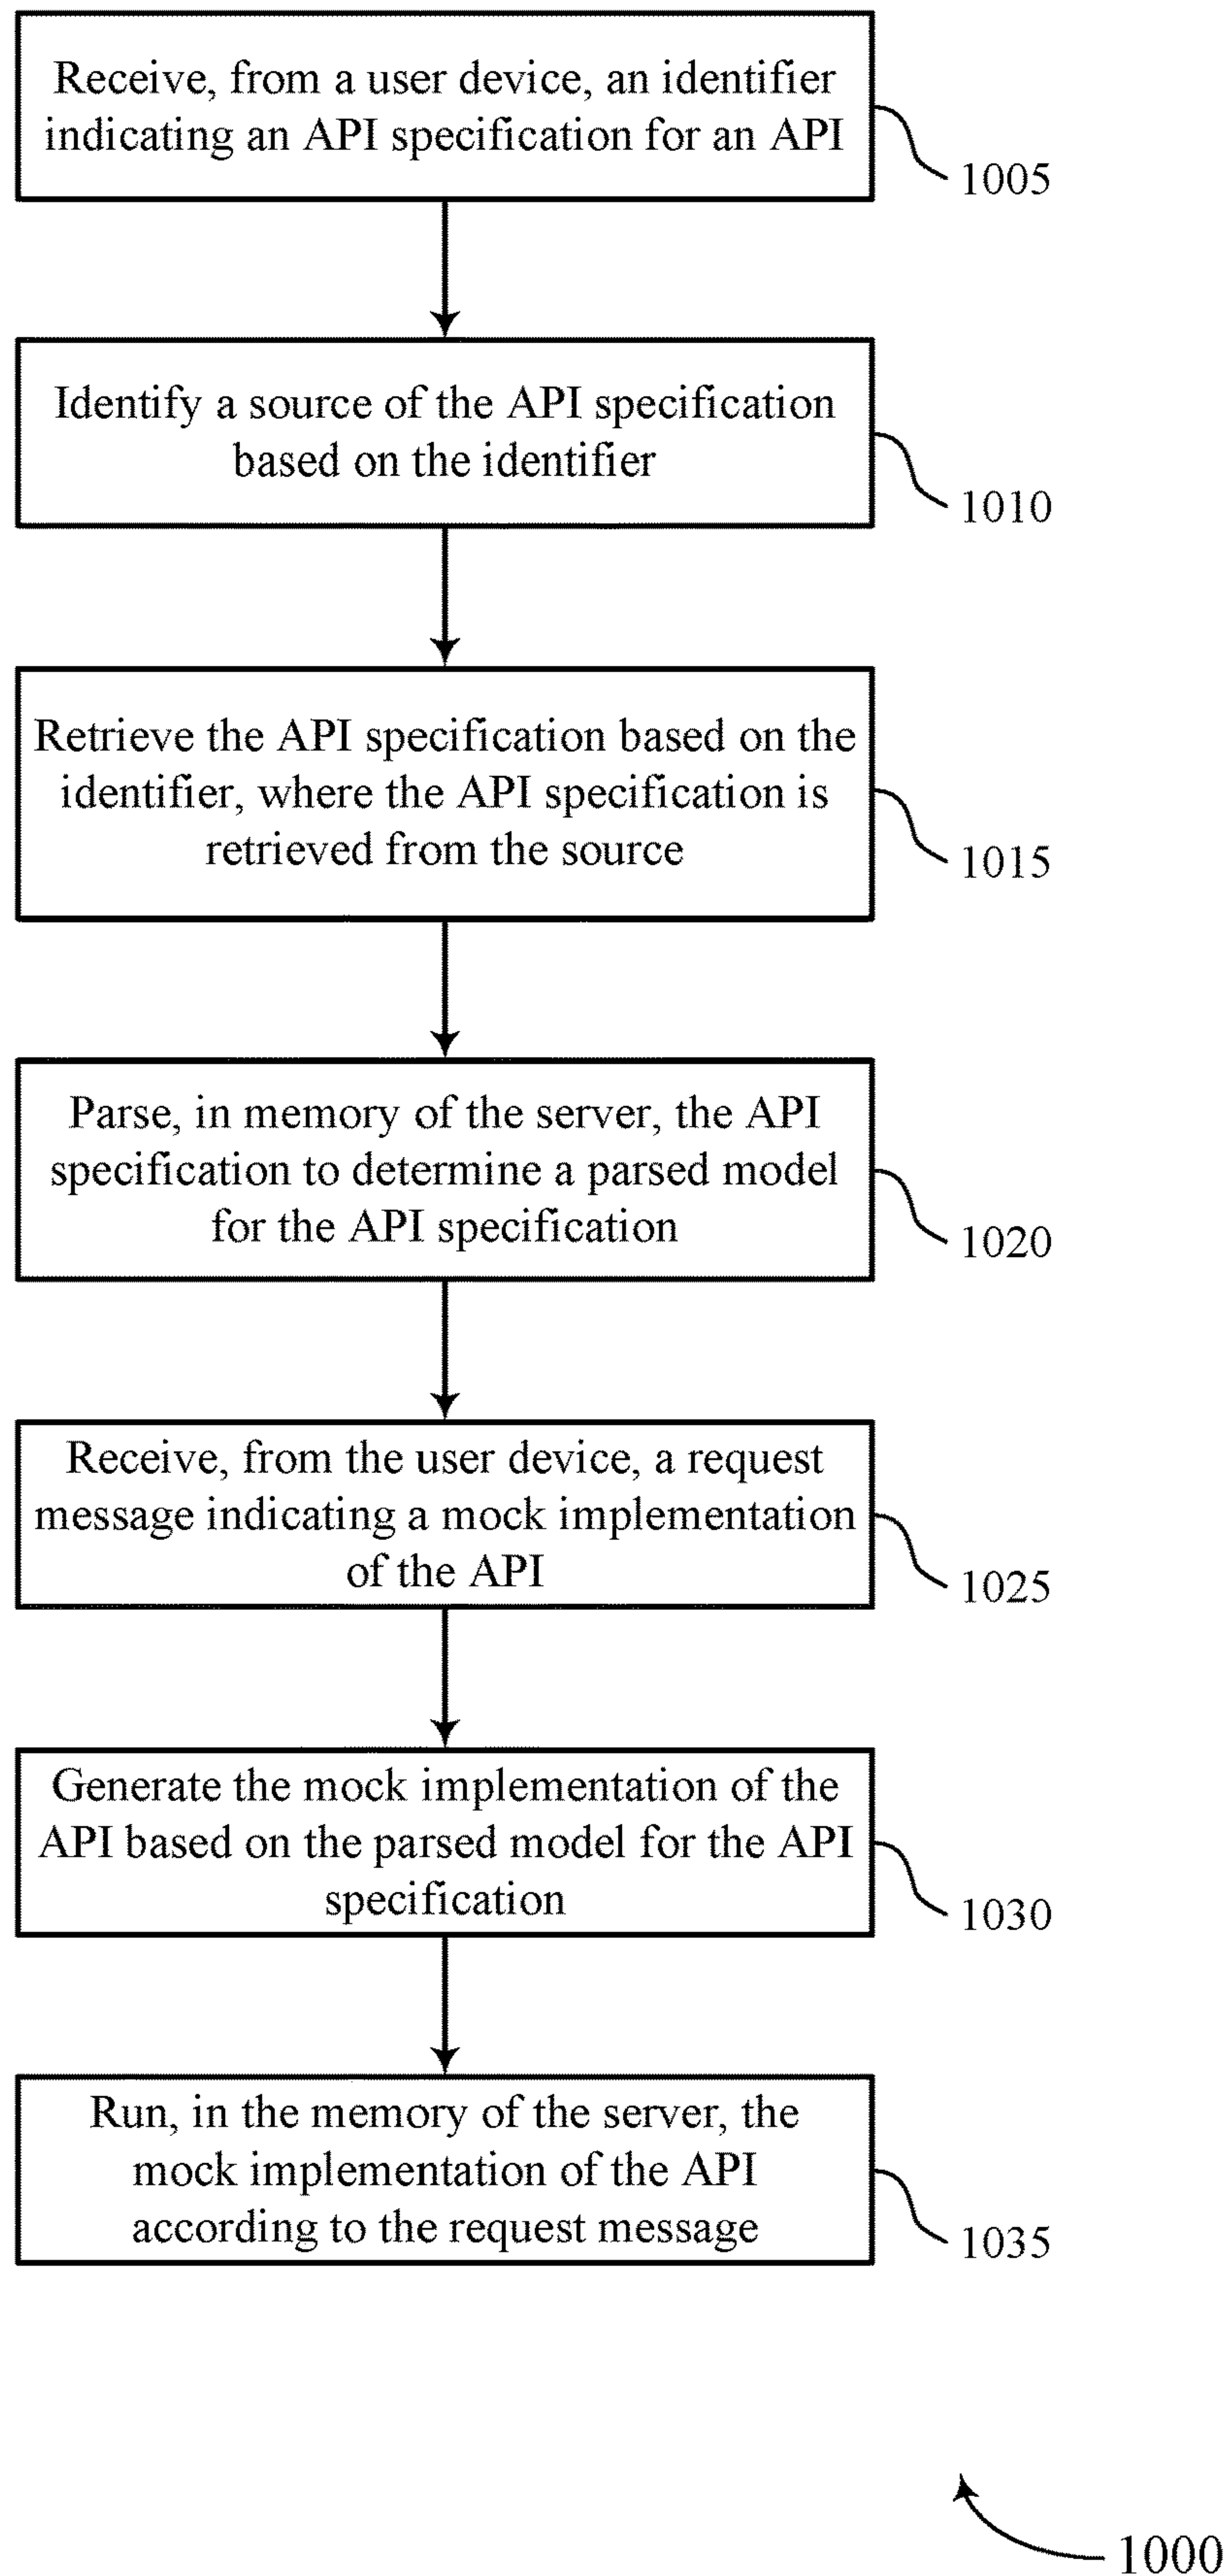 Receive, from a user device, an identifier
indicating an API specification for an API
1005
Identify a source of the API specification
based on the identifier
1010
Retrieve the API specification based on the
identifier, where the API specification is
retrieved from the source
1015
Parse, in memory of the server, the API
specification to determine a parsed model
for the API specification
1020
Receive, from the user device, a request
message indicating a mock implementation
of the API
1025
Generate the mock implementation of the
API based on the parsed model for the API
specification
1030
Run, in the memory of the server, the
mock implementation of the API
according to the request message
1035
1000